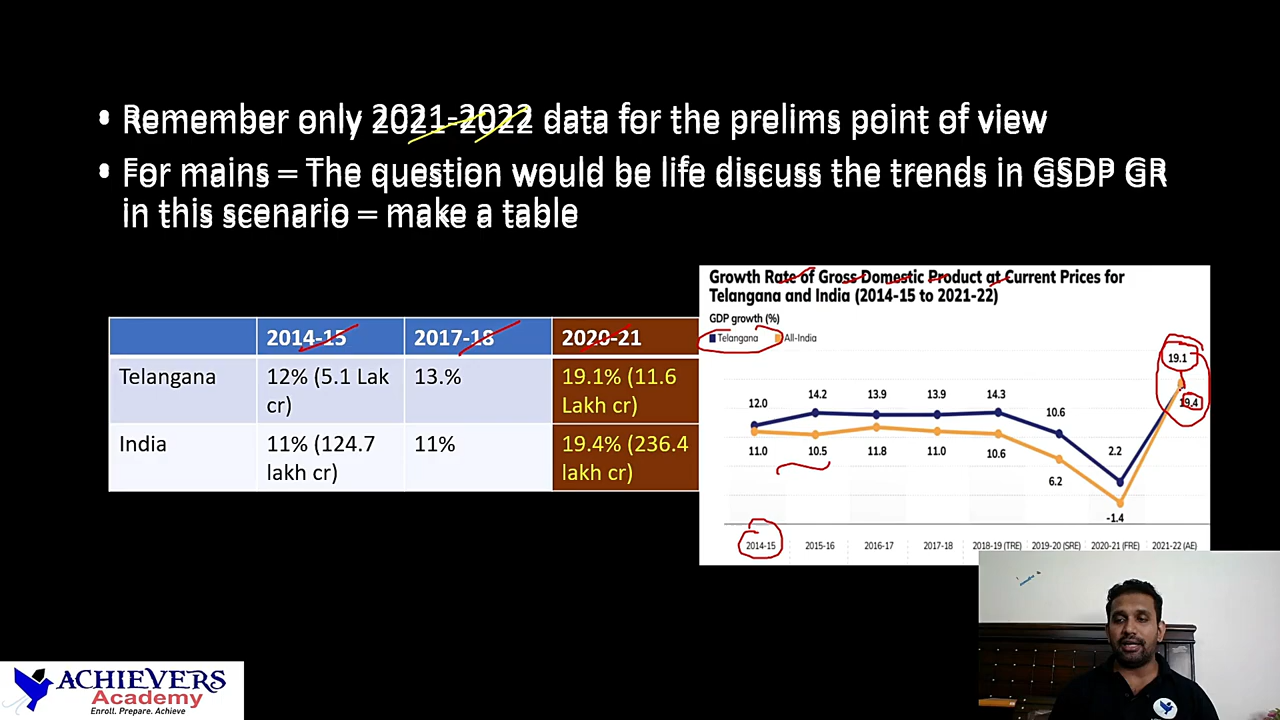 • Remember only 2021-2022 data for the prelims point of view
• For mains = The question would be life discuss the trends in GSDP GR
in this scenario = make a table
2014-15 2017-18 2020-21
Telangana 12% (5.1 Lak cr) 13.% 19.1% (11.6 Lakh cr)
India 11% (124.7 lakh cr) 11% 19.4% (236.4 lakh cr)
Growth Rate of Gross Domestic Product at Current Prices for
Telangana and India (2014-15 to 2021-22)
GDP growth (%)
Telangana All-India
12.0 14.2 13.9 13.9 14.3 10.6 2.2 19.1
11.0 10.5 11.8 11.0 10.6 6.2 -1.4 19.4
2014-15 2015-16 2016-17 2017-18 2018-19 (TRE) 2019-20 (SRE) 2020-21 (FRE) 2021-22 (AE)
ACHIEVERS
Academy
Enroll. Prepare. Achieve